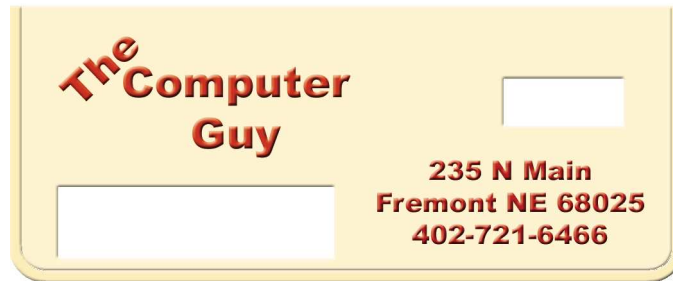 The
Computer
Guy
235 N Main
Fremont NE 68025
402-721-6466